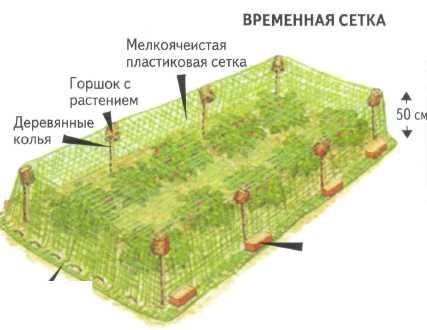 ВРЕМЕННАЯ СЕТКА
Мелкоячеистая
пластиковая сетка
Горшок с
растением
Деревянные
колья
50 см